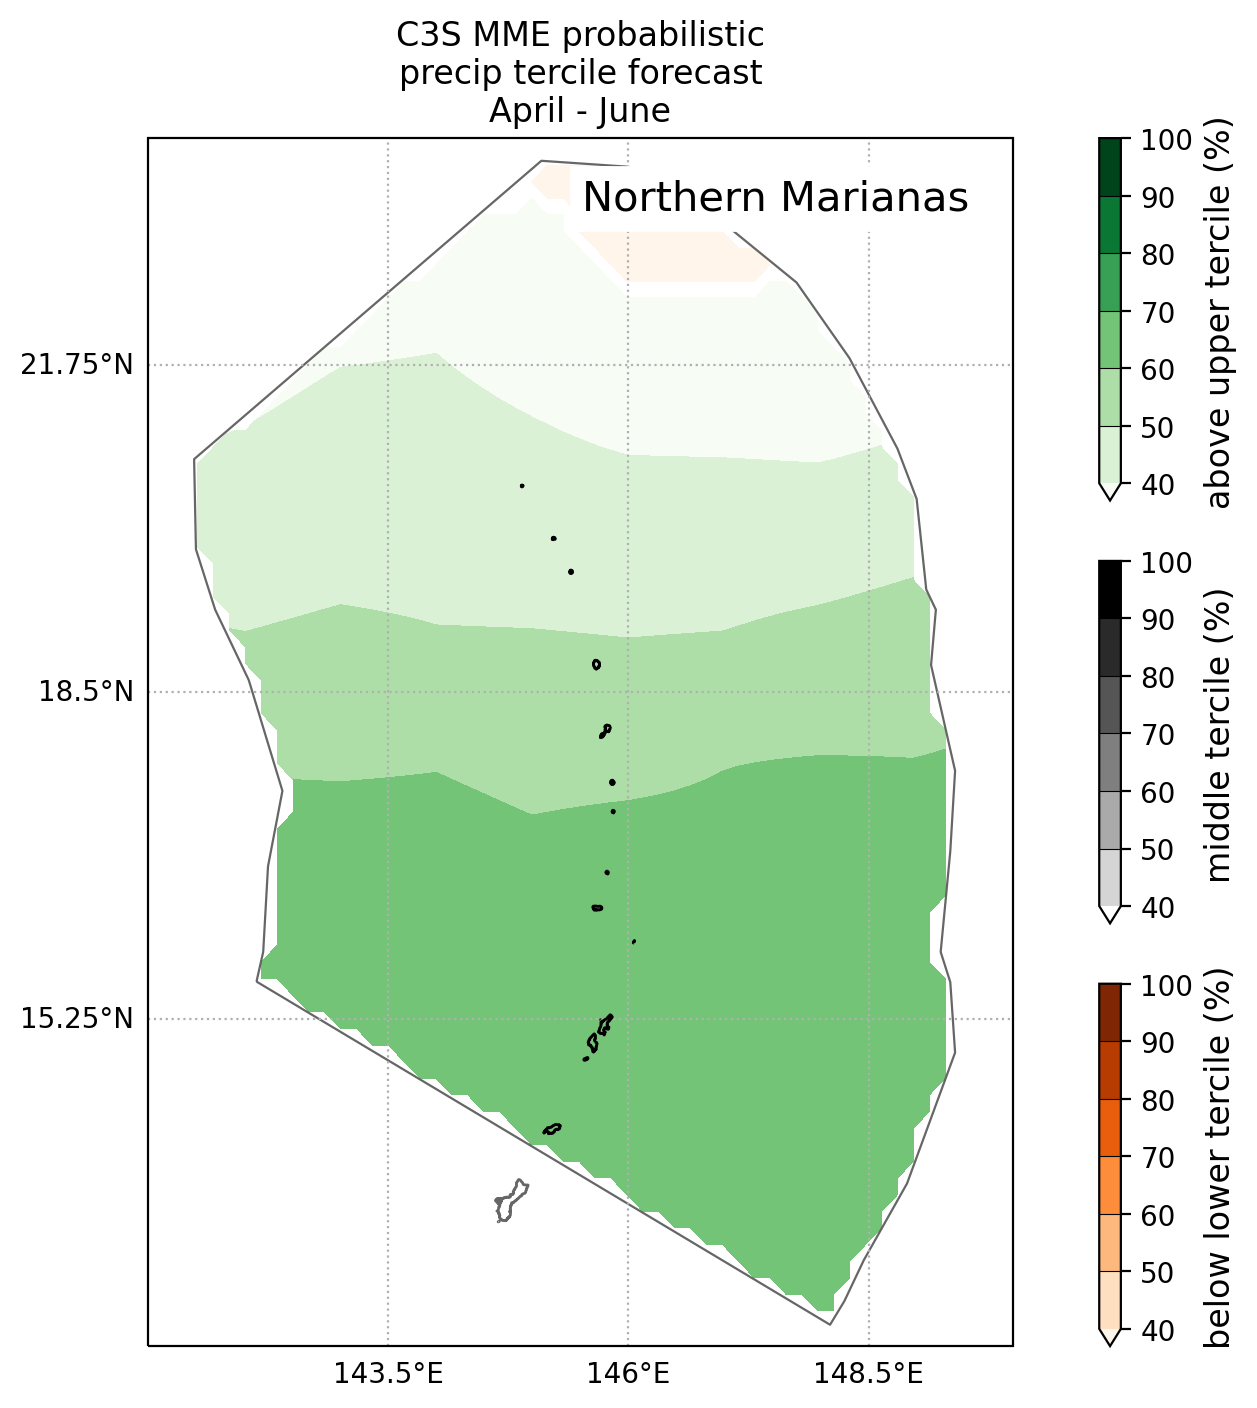 C3S MME probabilistic
precip tercile forecast
April - June
Northern Marianas
21.75°N
18.5°N
15.25°N
143.5°E
146°E
148.5°E
100
90
80
70
60
50
40
above upper tercile (%)
100
90
80
70
60
50
40
middle tercile (%)
100
90
80
70
60
50
40
below lower tercile (%)